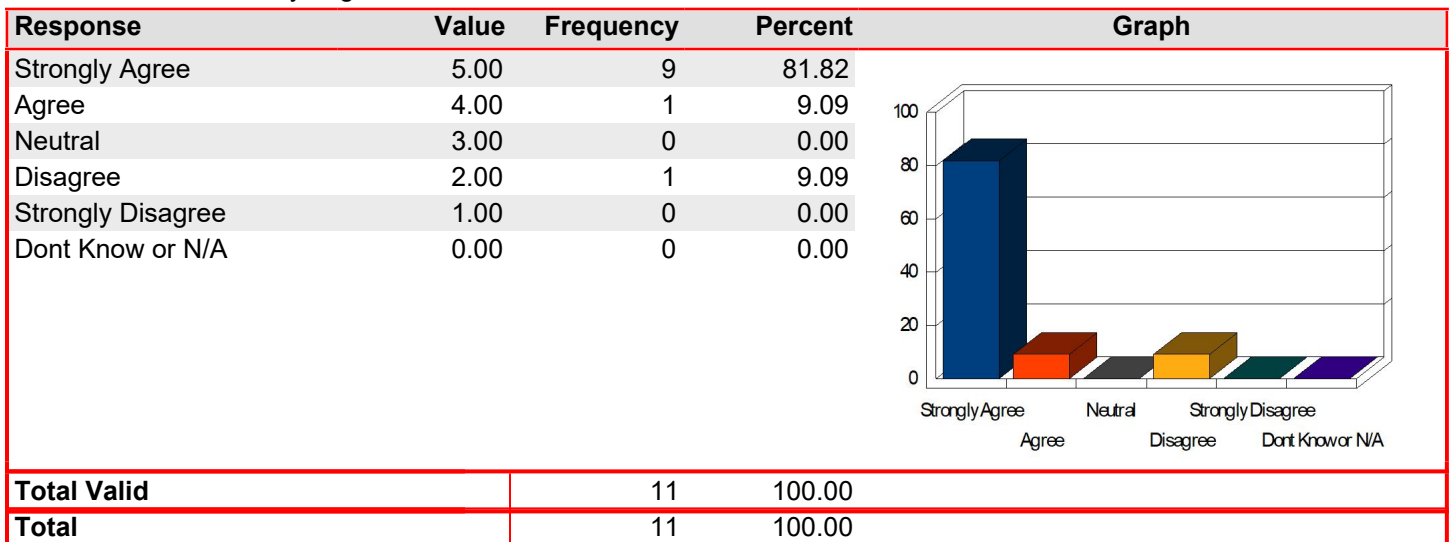 Response Value Frequency Percent Graph
Strongly Agree 5.00 9 81.82
Agree 4.00 1 9.09
Neutral 3.00 0 0.00
Disagree 2.00 1 9.09
Strongly Disagree 1.00 0 0.00
Dont Know or N/A 0.00 0 0.00
100
80
60
40
20
0
Strongly Agree Neutral Strongly Disagree
Agree Disagree Dont Know or N/A
Total Valid 11 100.00
Total 11 100.00